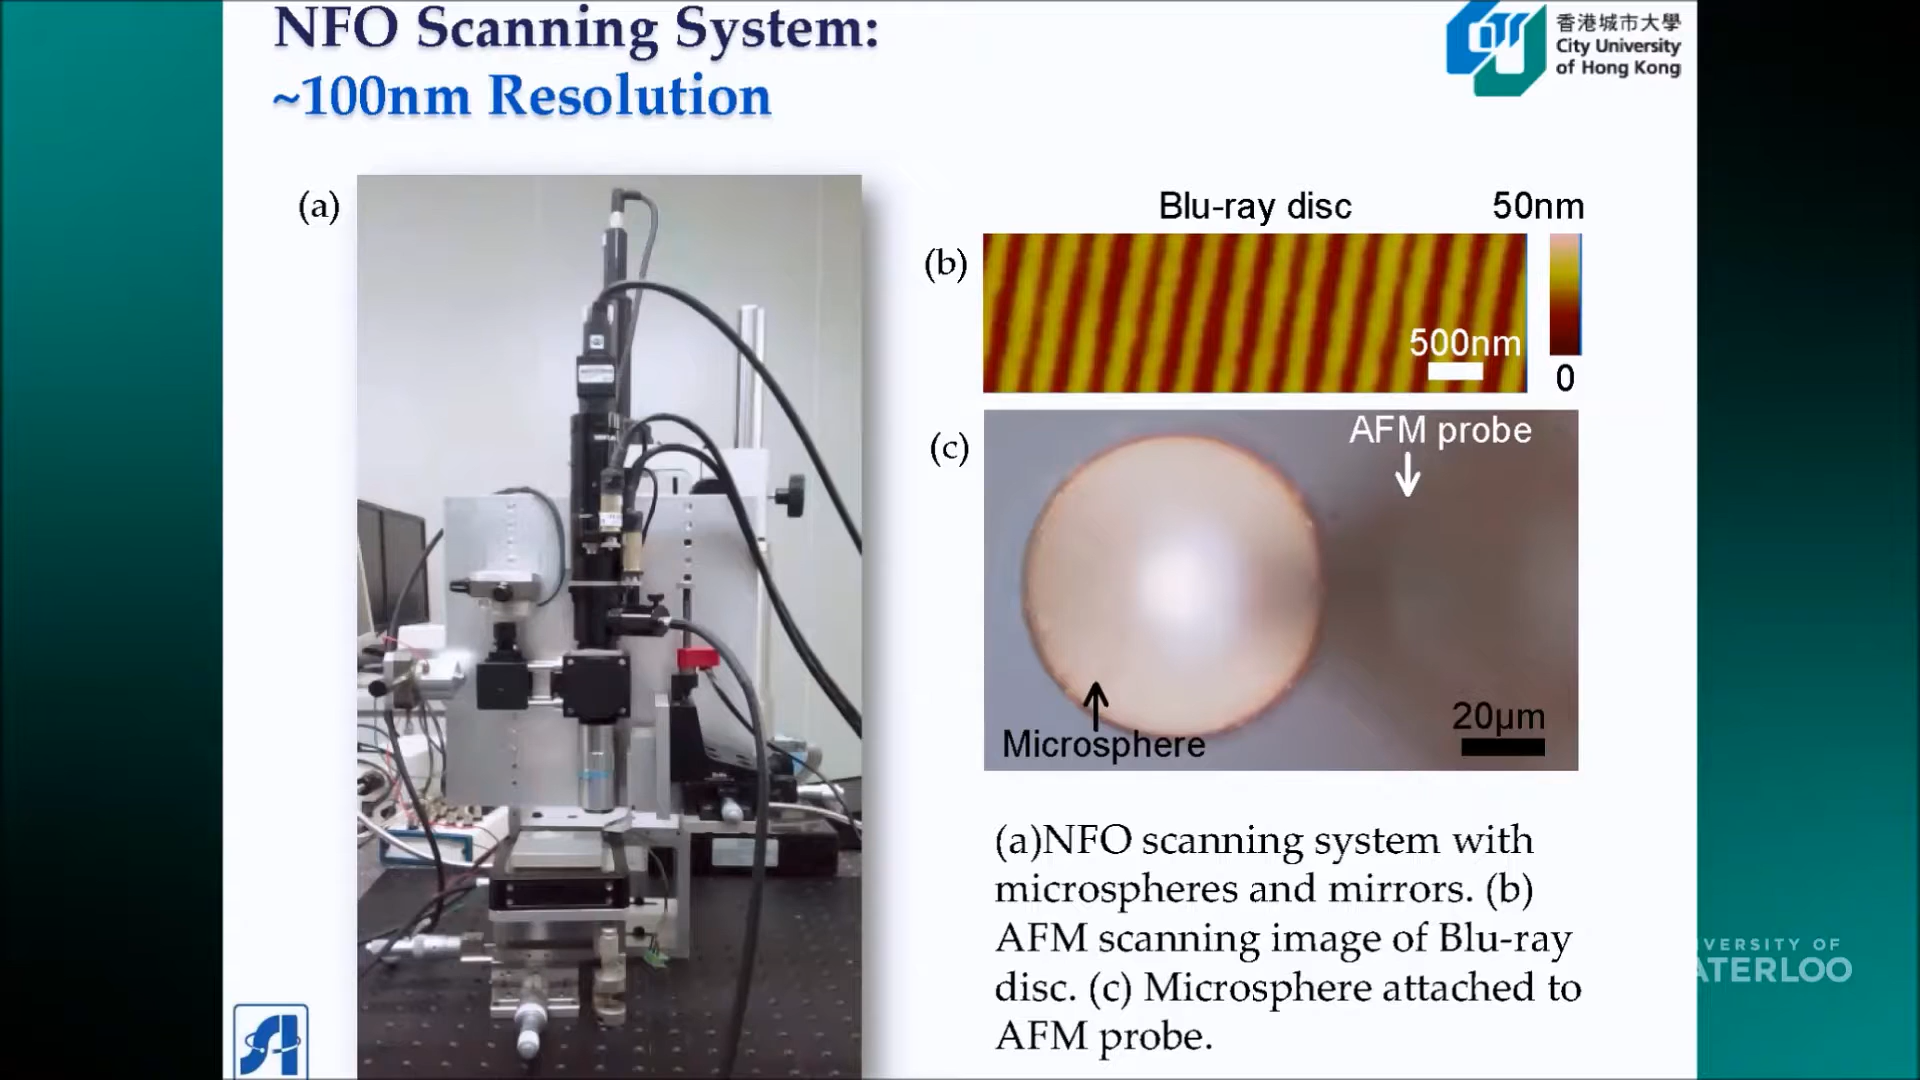 NFO Scanning System:
~100nm Resolution
香港城市大學
City University
of Hong Kong
(a)
Blu-ray disc
50nm
(b)
500nm
0
(c)
AFM probe
Microsphere
20μm
(a)NFO scanning system with
microspheres and mirrors. (b)
AFM scanning image of Blu-ray
disc. (c) Microsphere attached to
AFM probe.
VERSITY OF
ATERLOO